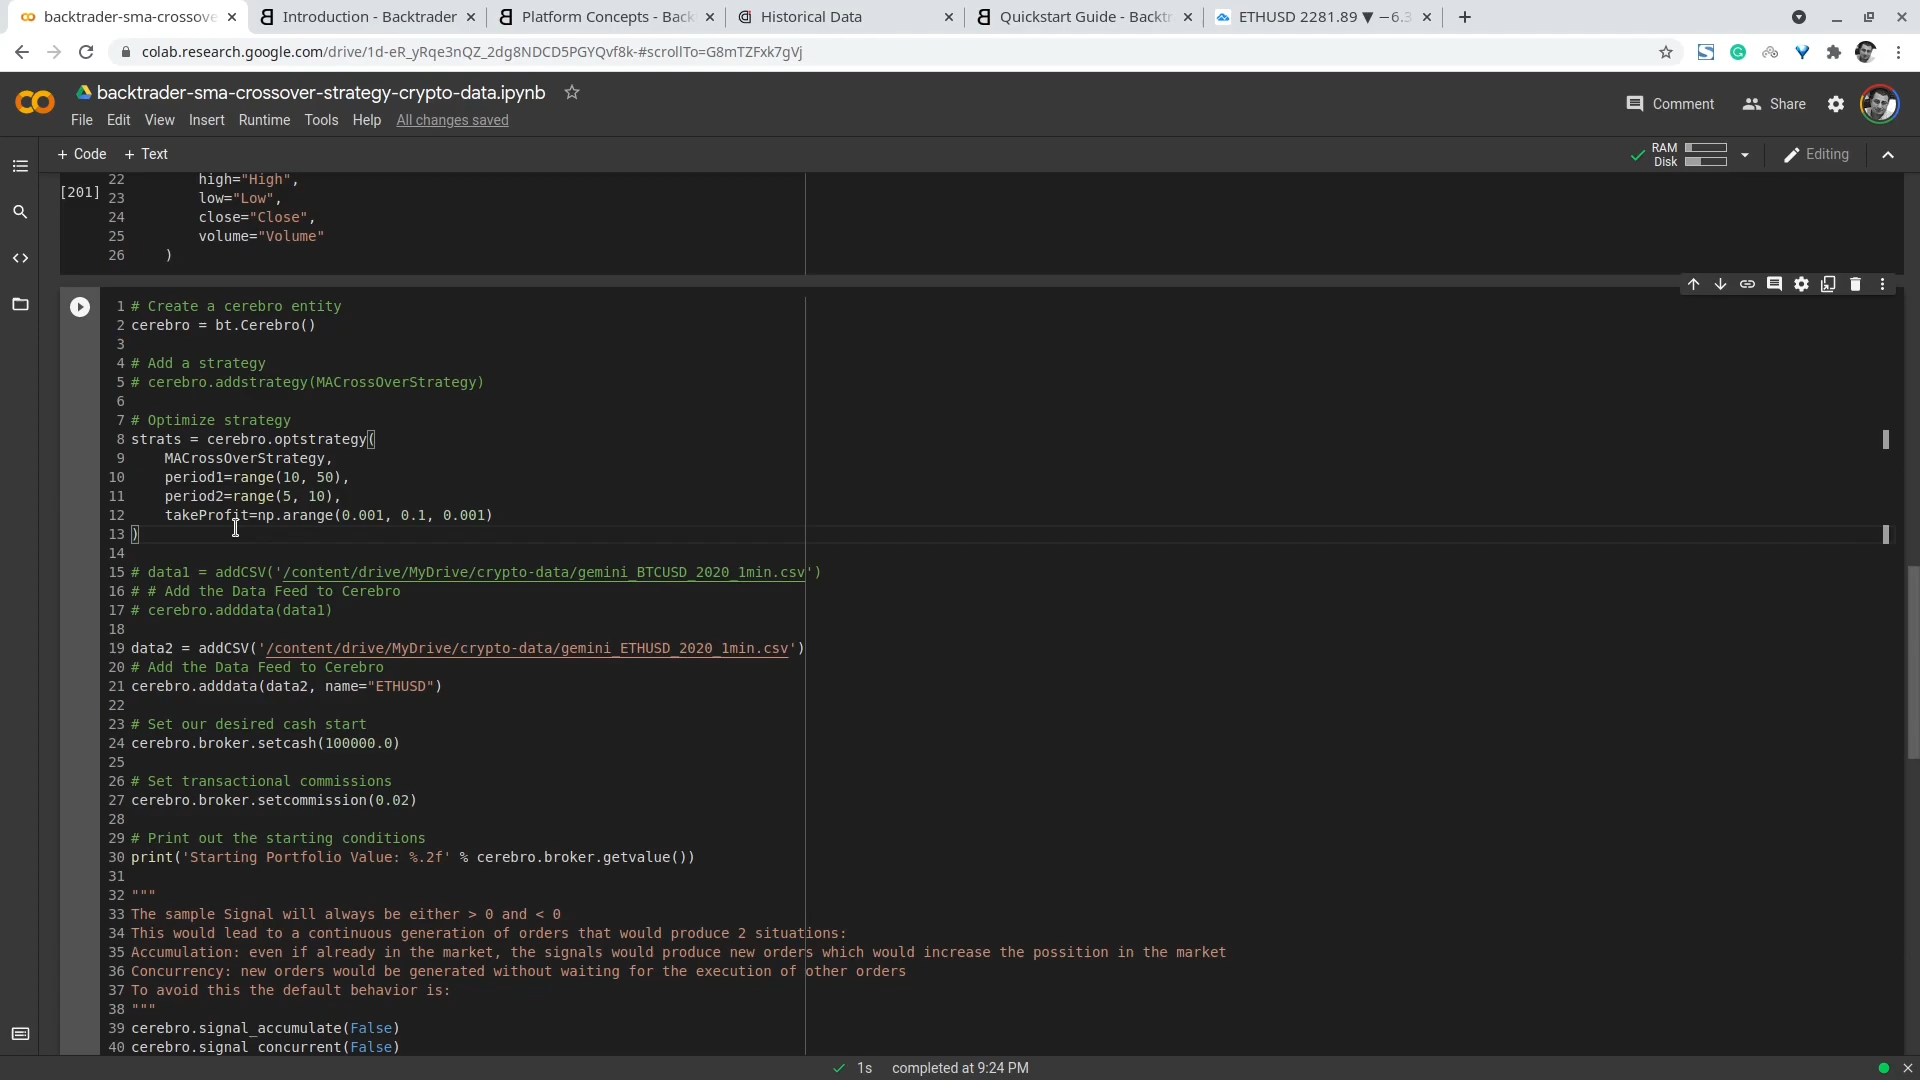 backtrader-sma-crossove
Introduction - Backtrader
Platform Concepts - Back
Historical Data
Quickstart Guide - Backtr
ETHUSD 2281.89 ▼ −6.3
colab.research.google.com/drive/1d-eR_yRqe3nQZ_2dg8NDCD5PGYQvf8k-#scrollTo=G8mTZFxk7gVj
backtrader-sma-crossover-strategy-crypto-data.ipynb
Comment
Share
File Edit View Insert Runtime Tools Help All changes saved
+ Code + Text
RAM
Disk
Editing
[201]
22 high="High",
23 low="Low",
24 close="Close",
25 volume="Volume"
26 )
1 # Create a cerebro entity
2 cerebro = bt.Cerebro()
3
4 # Add a strategy
5 # cerebro.addstrategy(MACrossOverStrategy)
6
7 # Optimize strategy
8 strats = cerebro.optstrategy(
9 MACrossOverStrategy,
10 period1=range(10, 50),
11 period2=range(5, 10),
12 takeProfit=np.arange(0.001, 0.1, 0.001)
13 )
14
15 # data1 = addCSV('/content/drive/MyDrive/crypto-data/gemini_BTCUSD_2020_1min.csv')
16 # # Add the Data Feed to Cerebro
17 # cerebro.adddata(data1)
18
19 data2 = addCSV('/content/drive/MyDrive/crypto-data/gemini_ETHUSD_2020_1min.csv')
20 # Add the Data Feed to Cerebro
21 cerebro.adddata(data2, name="ETHUSD")
22
23 # Set our desired cash start
24 cerebro.broker.setcash(100000.0)
25
26 # Set transactional commissions
27 cerebro.broker.setcommission(0.02)
28
29 # Print out the starting conditions
30 print('Starting Portfolio Value: %.2f' % cerebro.broker.getvalue())
31
32 """
33 The sample Signal will always be either > 0 and < 0
34 This would lead to a continuous generation of orders that would produce 2 situations:
35 Accumulation: even if already in the market, the signals would produce new orders which would increase the possition in the market
36 Concurrency: new orders would be generated without waiting for the execution of other orders
37 To avoid this the default behavior is:
38 """
39 cerebro.signal_accumulate(False)
40 cerebro.signal_concurrent(False)
1s completed at 9:24 PM